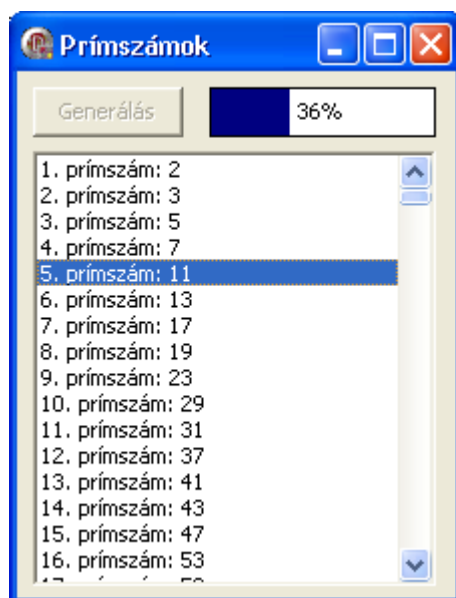 Prímszámok
Generálás 36%
1. prímszám: 2
2. prímszám: 3
3. prímszám: 5
4. prímszám: 7
5. prímszám: 11
6. prímszám: 13
7. prímszám: 17
8. prímszám: 19
9. prímszám: 23
10. prímszám: 29
11. prímszám: 31
12. prímszám: 37
13. prímszám: 41
14. prímszám: 43
15. prímszám: 47
16. prímszám: 53